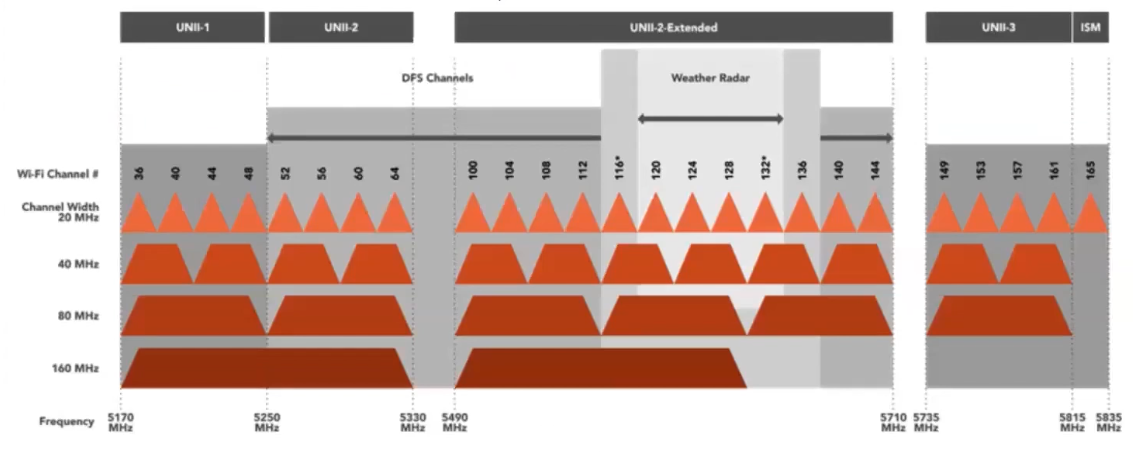 UNII-1 UNII-2 UNII-2-Extended UNII-3 ISM
DFS Channels Weather Radar
Wi-Fi Channel # 36 40 44 48 52 56 60 64 100 104 108 112 116* 120 124 128 132* 136 140 144 149 153 157 161 165
Channel Width
20 MHz
40 MHz
80 MHz
160 MHz
Frequency 5170 MHz 5250 MHz 5330 MHz 5490 MHz 5710 MHz 5735 MHz 5815 MHz 5835 MHz